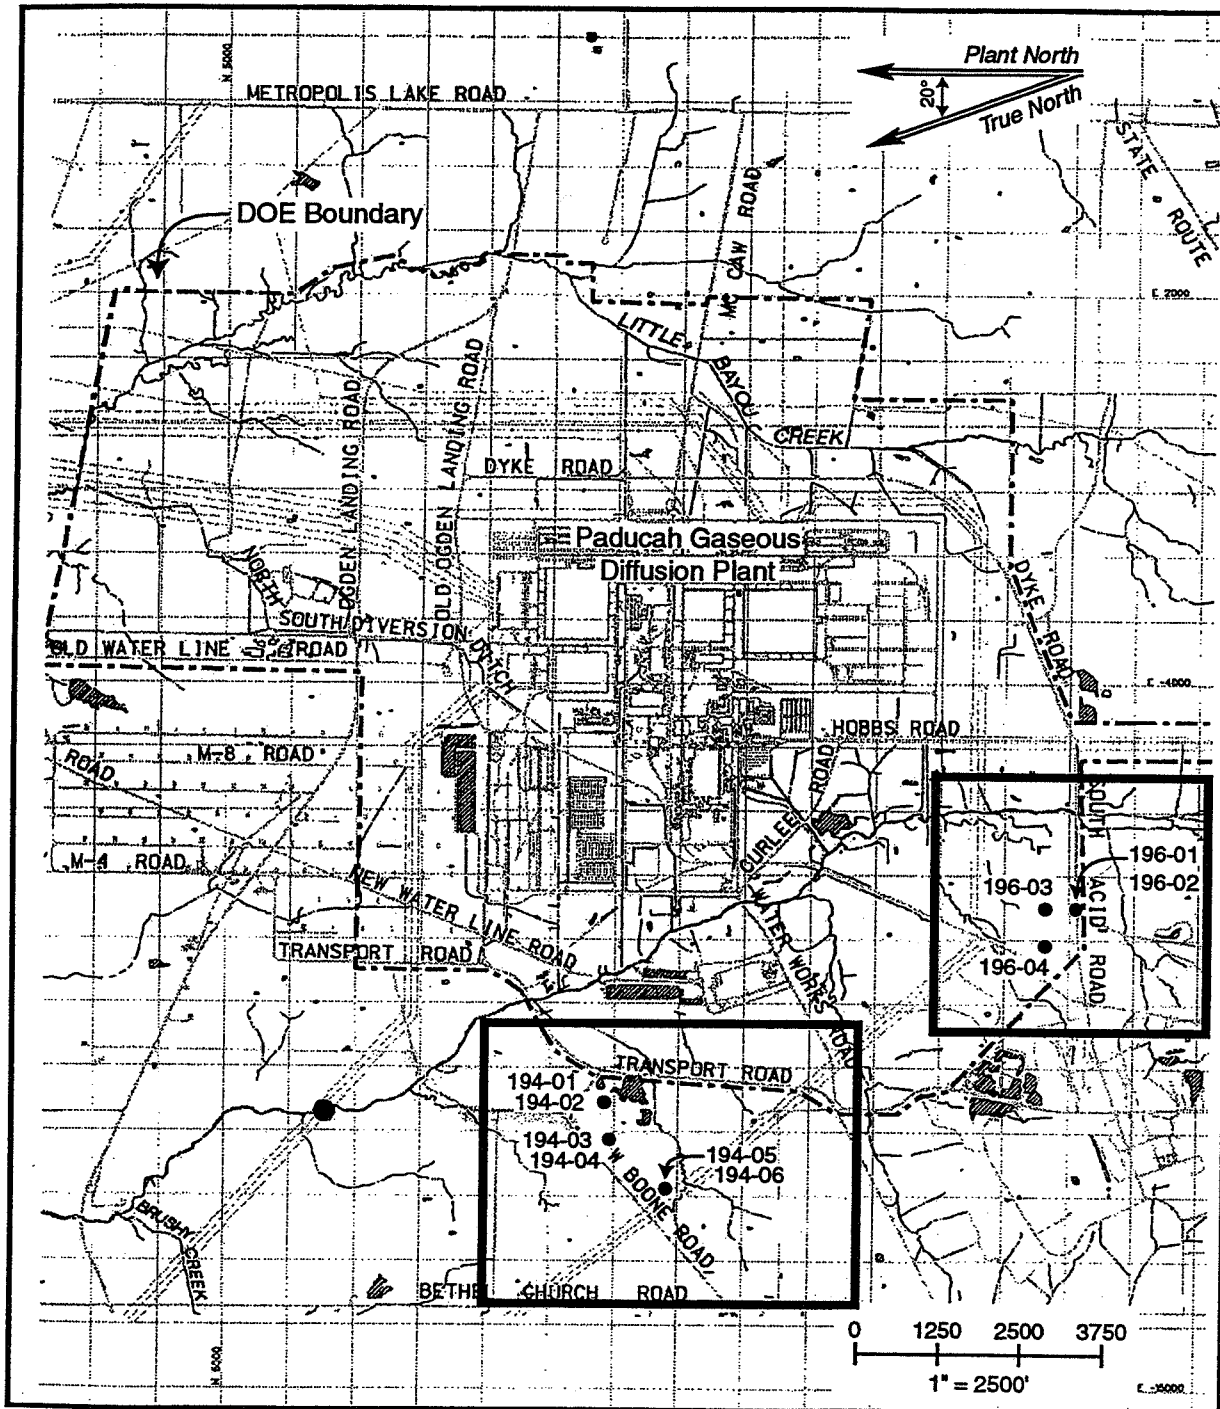 Plant North
20°
True North
N 5000
METROPOLIS LAKE ROAD
STATE ROUTE
DOE Boundary
MC CAW ROAD
E 2000
LITTLE
BAYOU
CREEK
OGDEN LANDING ROAD
OLD OGDEN LANDING ROAD
DYKE ROAD
Paducah Gaseous
Diffusion Plant
DYKE ROAD
NORTH
SOUTH DIVERSION DITCH
OLD WATER LINE ROAD
E -4000
HOBBS ROAD
M-8 ROAD
ROAD
CURLEE ROAD
SOUTH ACID ROAD
196-01
196-02
196-03
196-04
M-4 ROAD
NEW WATER LINE ROAD
WATER WORKS ROAD
TRANSPORT ROAD
TRANSPORT ROAD
194-01
194-02
194-03
194-04
194-05
194-06
W BOONE ROAD
BRUSHY CREEK
BETHEL CHURCH ROAD
0 1250 2500 3750
1" = 2500'